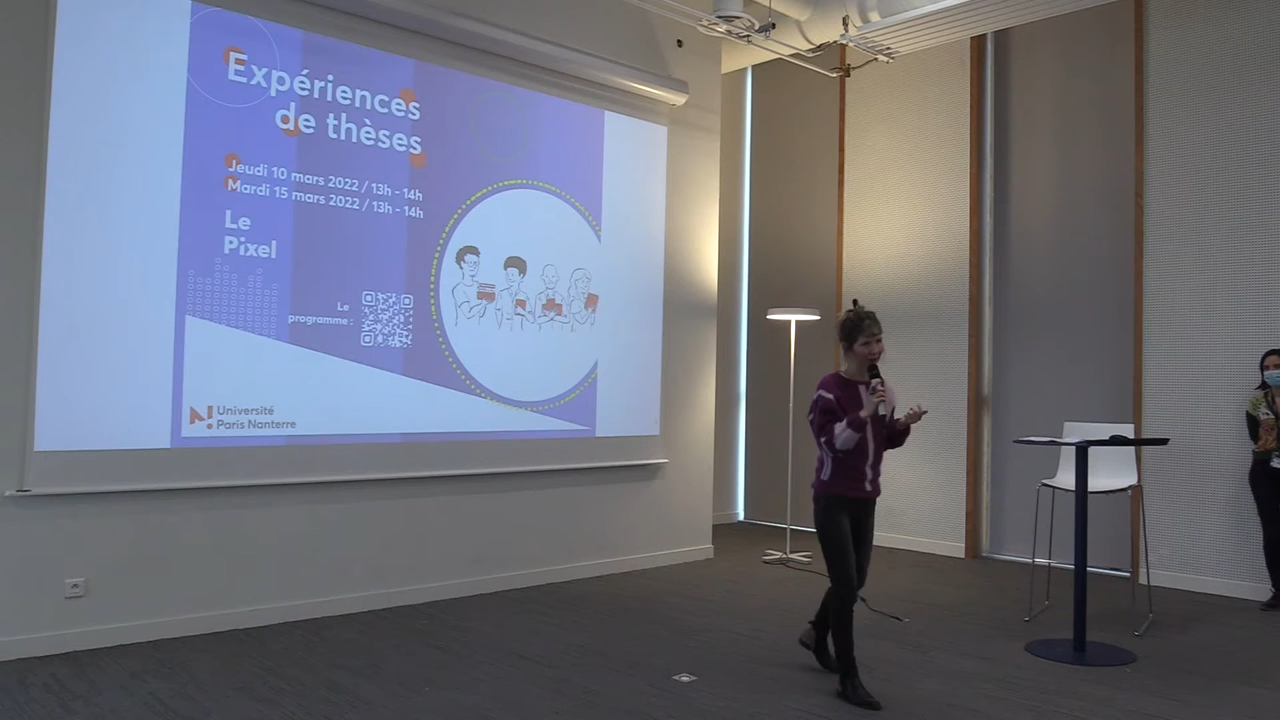 Expériences
de thèses
Jeudi 10 mars 2022 / 13h - 14h
Mardi 15 mars 2022 / 13h - 14h
Le
Pixel
Le
programme :
Université
Paris Nanterre